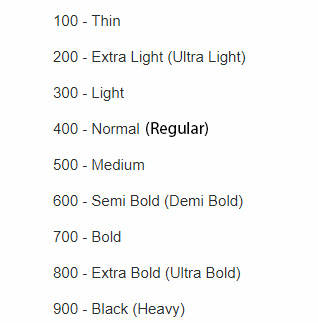 100 - Thin
200 - Extra Light (Ultra Light)
300 - Light
400 - Normal (Regular)
500 - Medium
600 - Semi Bold (Demi Bold)
700 - Bold
800 - Extra Bold (Ultra Bold)
900 - Black (Heavy)